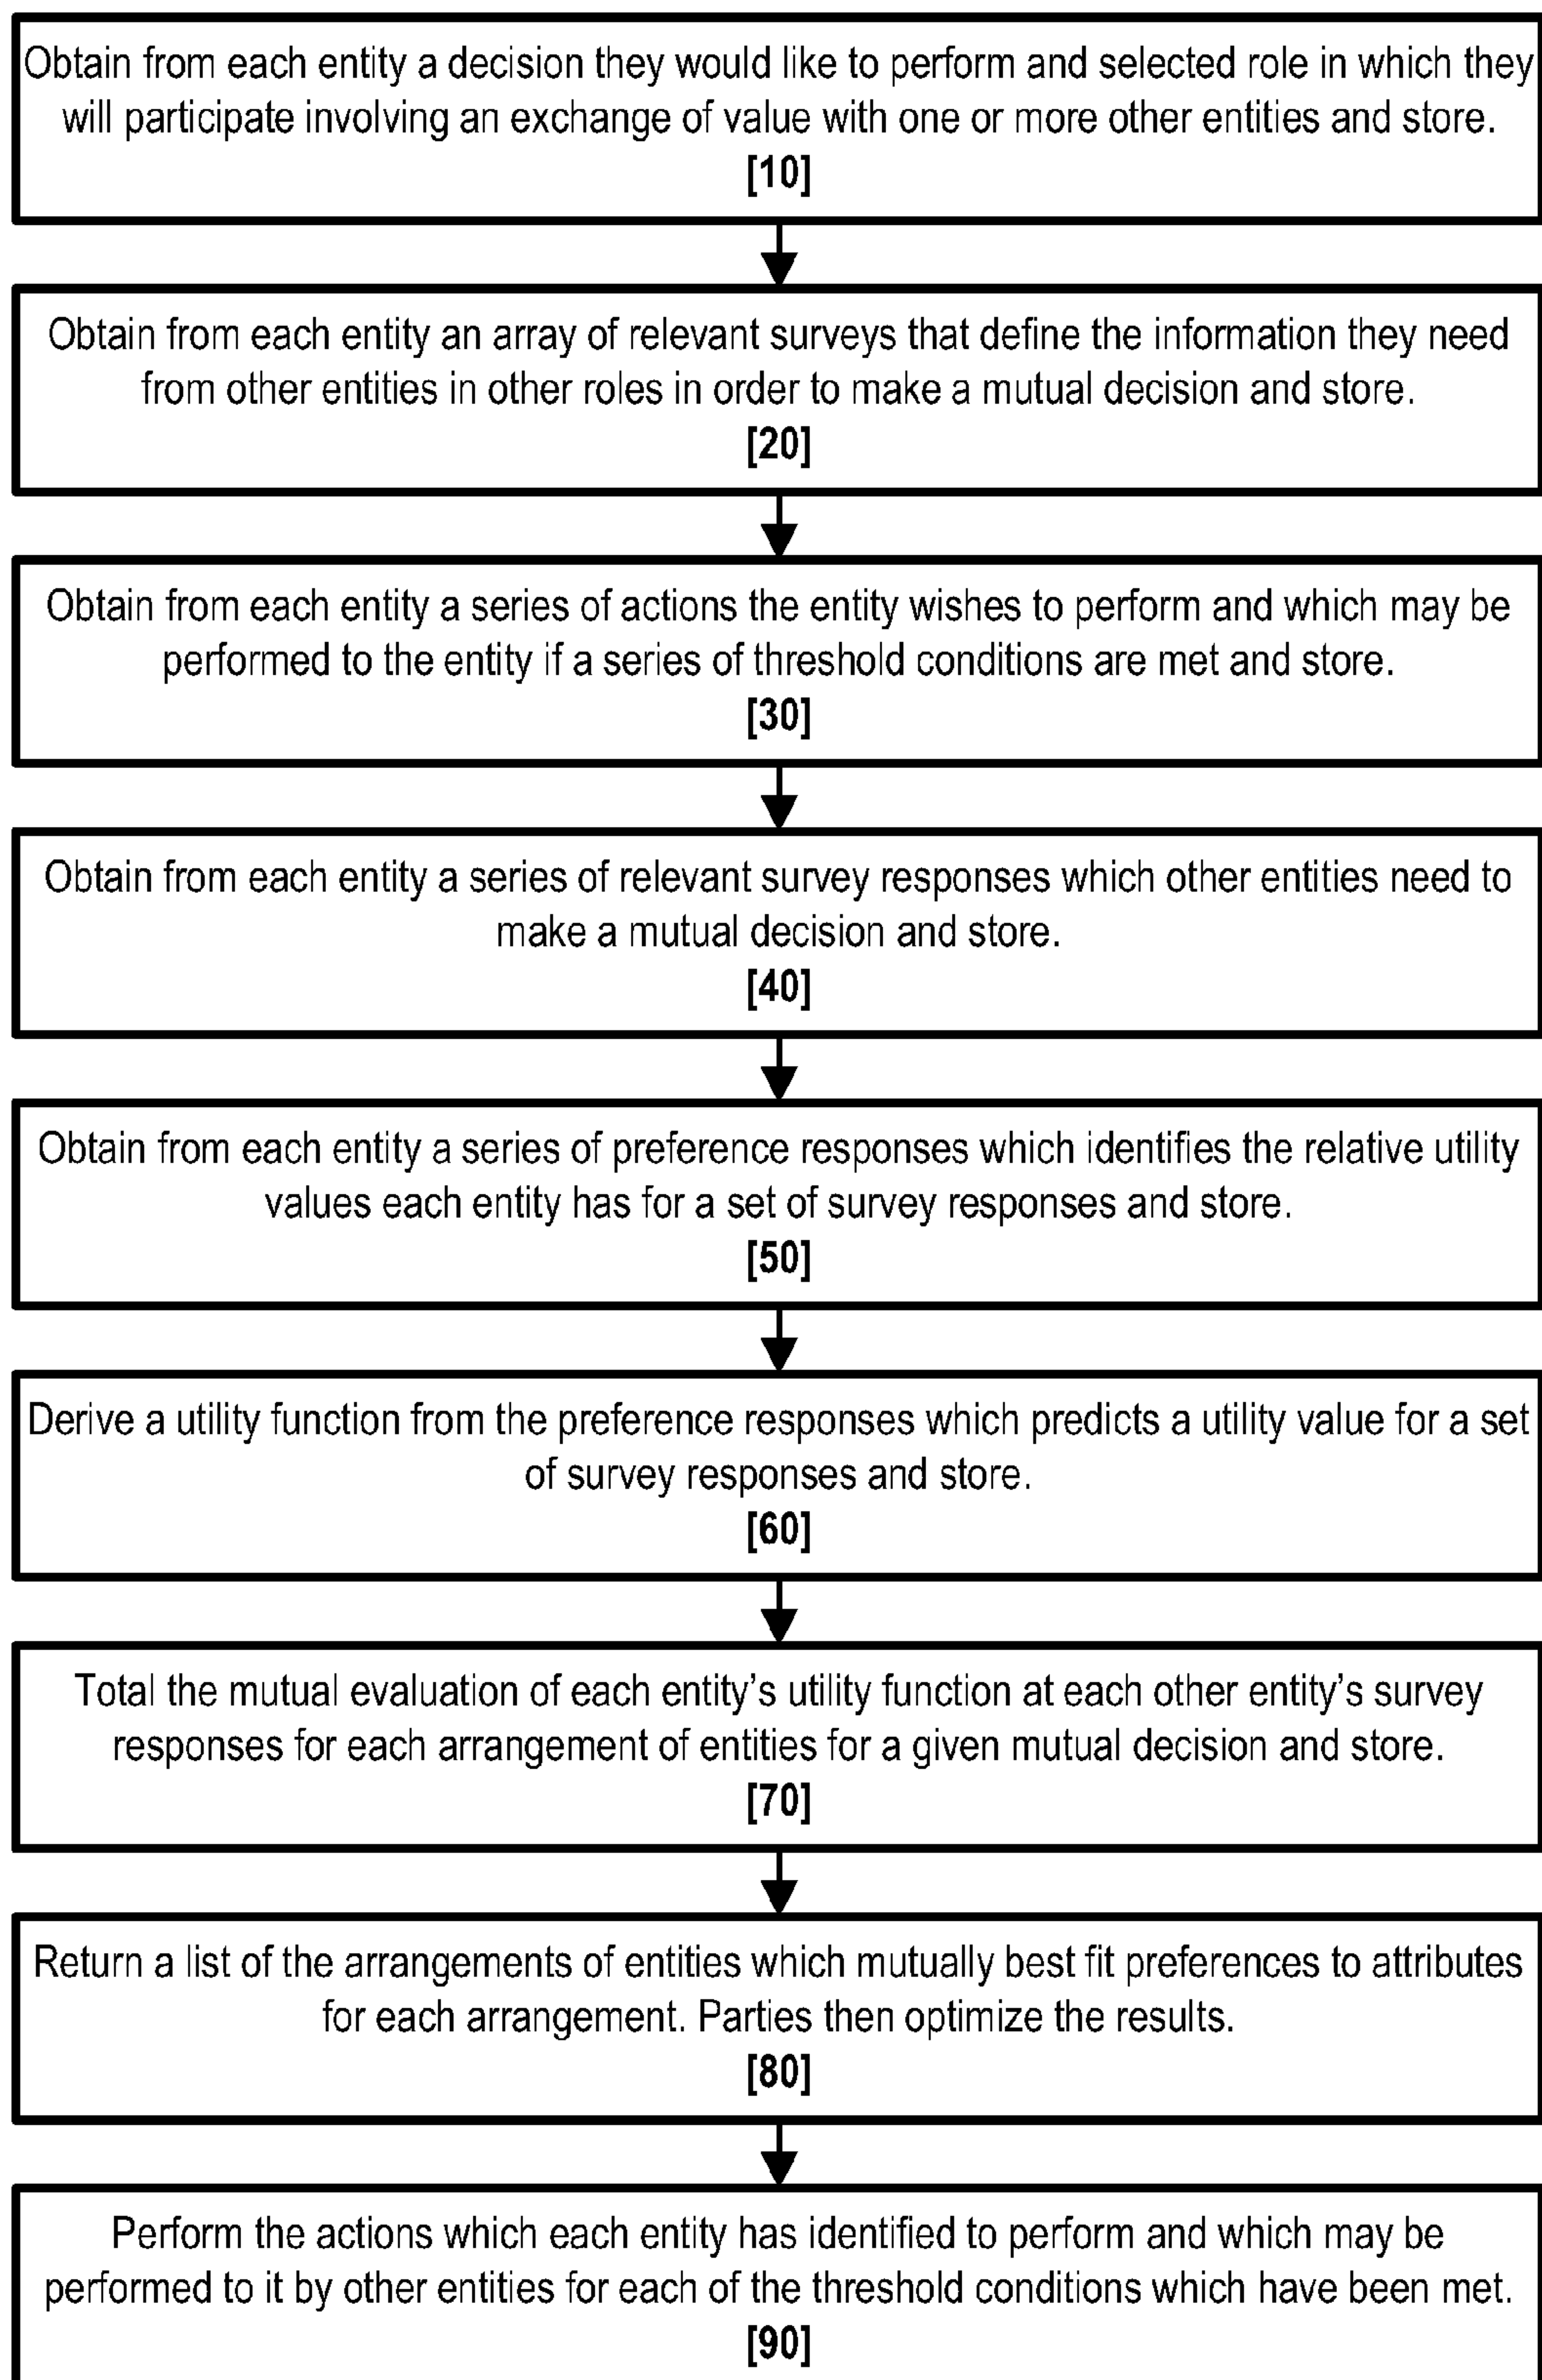 Obtain from each entity a decision they would like to perform and selected role in which they
will participate involving an exchange of value with one or more other entities and store.
[10]
Obtain from each entity an array of relevant surveys that define the information they need
from other entities in other roles in order to make a mutual decision and store.
[20]
Obtain from each entity a series of actions the entity wishes to perform and which may be
performed to the entity if a series of threshold conditions are met and store.
[30]
Obtain from each entity a series of relevant survey responses which other entities need to
make a mutual decision and store.
[40]
Obtain from each entity a series of preference responses which identifies the relative utility
values each entity has for a set of survey responses and store.
[50]
Derive a utility function from the preference responses which predicts a utility value for a set
of survey responses and store.
[60]
Total the mutual evaluation of each entity’s utility function at each other entity’s survey
responses for each arrangement of entities for a given mutual decision and store.
[70]
Return a list of the arrangements of entities which mutually best fit preferences to attributes
for each arrangement. Parties then optimize the results.
[80]
Perform the actions which each entity has identified to perform and which may be
performed to it by other entities for each of the threshold conditions which have been met.
[90]